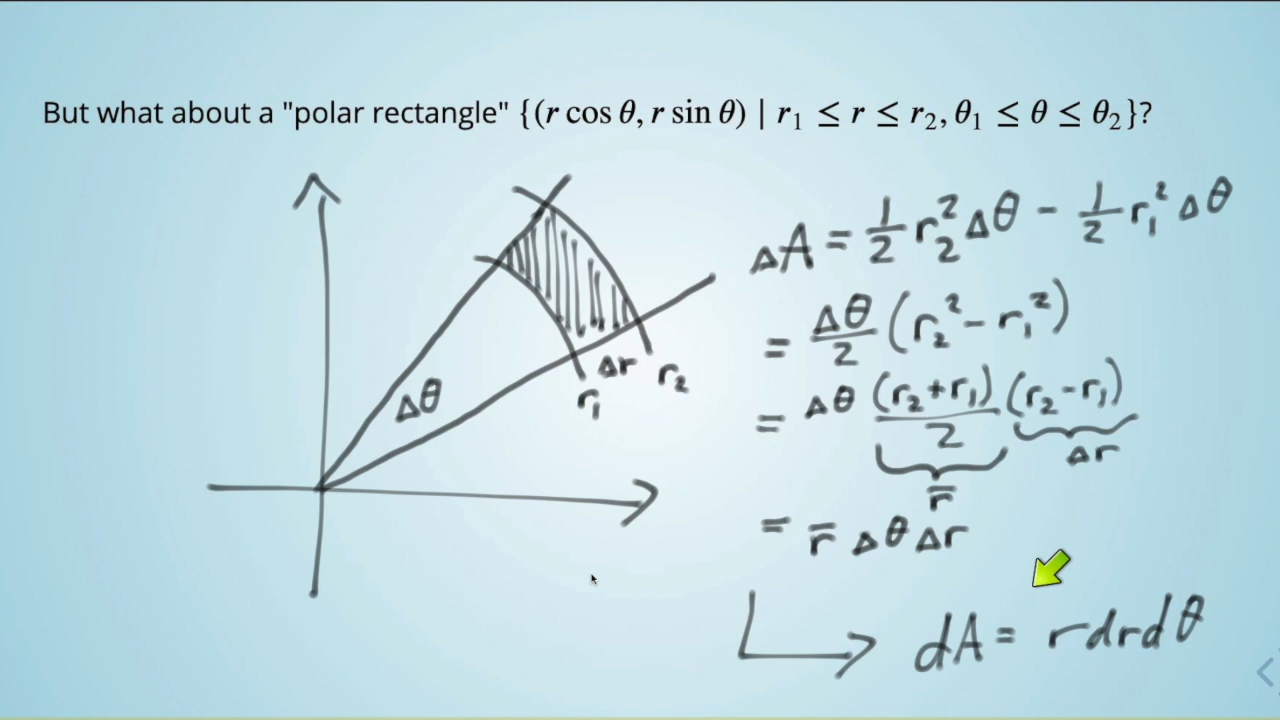 But what about a "polar rectangle" {(r cos θ, r sin θ) | r₁ ≤ r ≤ r₂, θ₁ ≤ θ ≤ θ₂}?
Δθ
r₁
Δr
r₂
ΔA = 1/2 r₂² Δθ - 1/2 r₁² Δθ
= Δθ/2 (r₂² - r₁²)
= Δθ (r₂+r₁)/2 (r₂-r₁)
r̄ Δr
= r̄ Δθ Δr
dA = r dr dθ